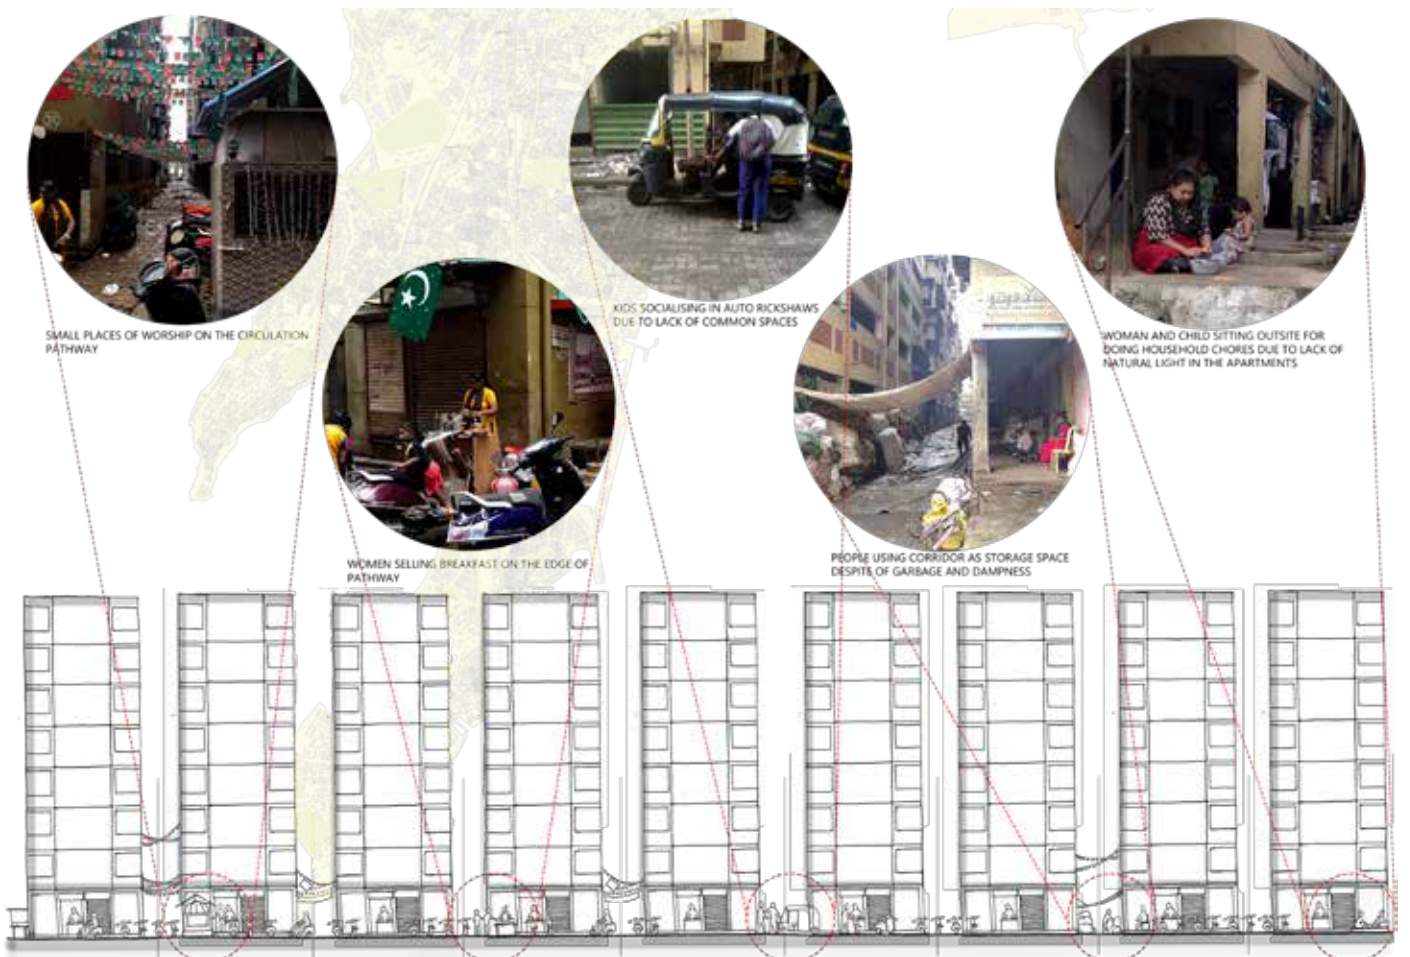 SMALL PLACES OF WORSHIP ON THE CIRCULATION
PATHWAY
WOMEN SELLING BREAKFAST ON THE EDGE OF
PATHWAY
KIDS SOCIALISING IN AUTO RICKSHAWS
DUE TO LACK OF COMMON SPACES
PEOPLE USING CORRIDOR AS STORAGE SPACE
DESPITE OF GARBAGE AND DAMPNESS
WOMAN AND CHILD SITTING OUTSITE FOR
DOING HOUSEHOLD CHORES DUE TO LACK OF
NATURAL LIGHT IN THE APARTMENTS